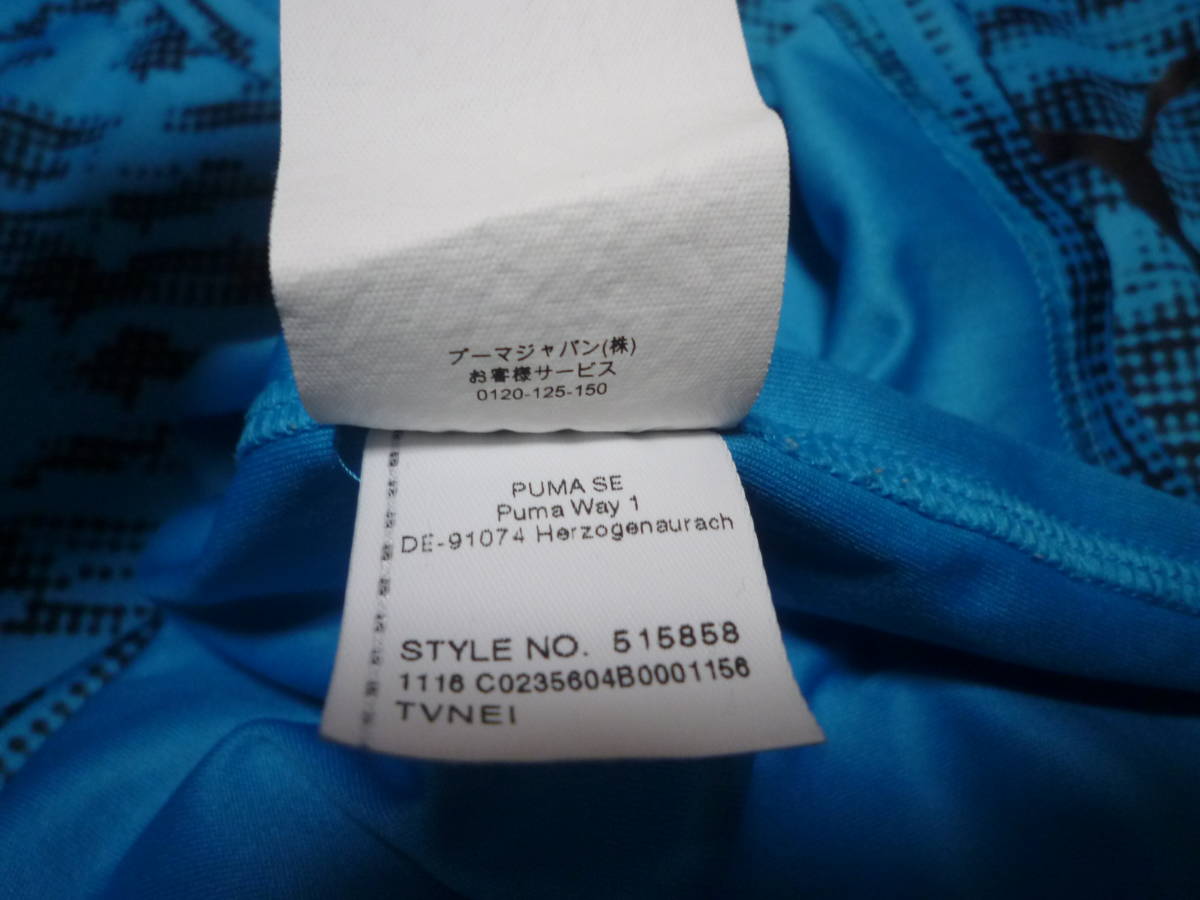 プーマジャパン(株)
お客様サービス
0120-125-150
PUMA SE
Puma Way 1
DE-91074 Herzogenaurach
STYLE NO. 515858
1116 C0235604B0001156
TVNEI